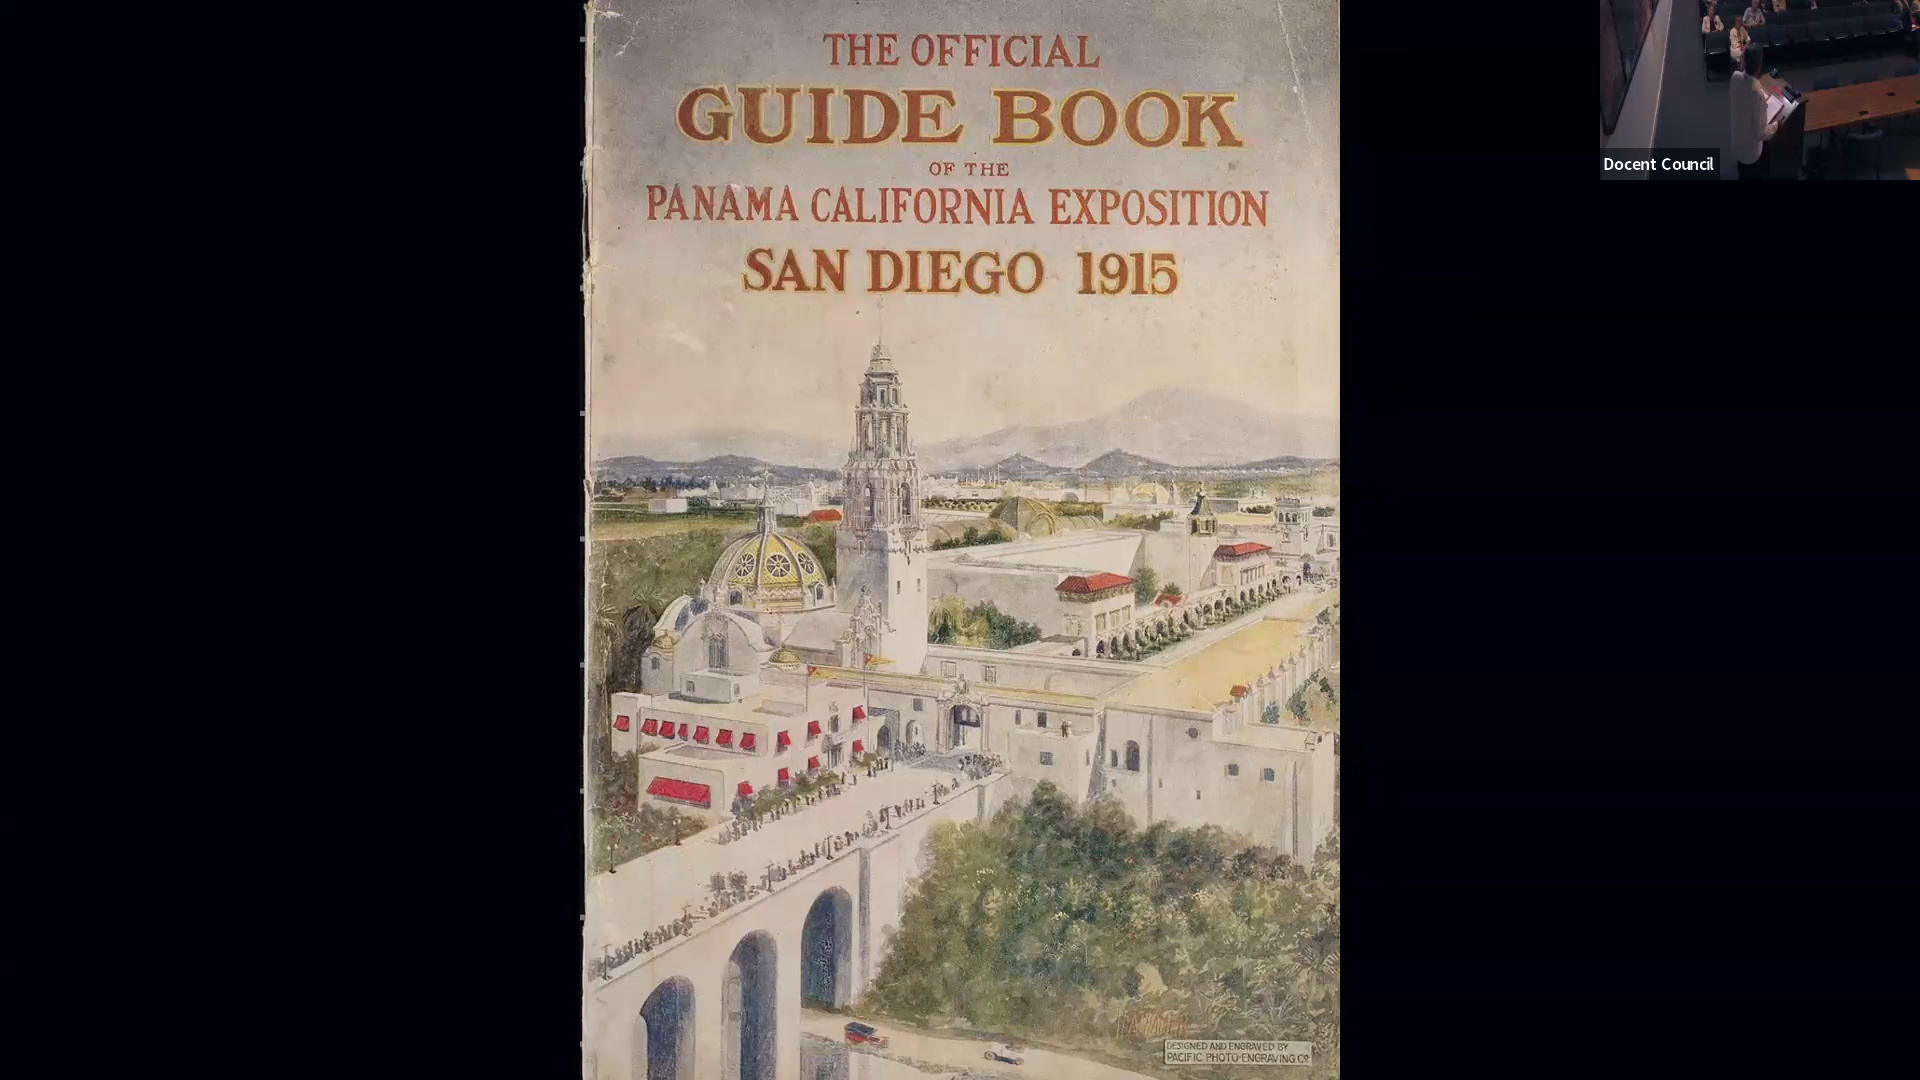 THE OFFICIAL
GUIDE BOOK
OF THE
PANAMA CALIFORNIA EXPOSITION
SAN DIEGO 1915
DESIGNED AND ENGRAVED BY
PACIFIC PHOTO-ENGRAVING CO
Docent Council